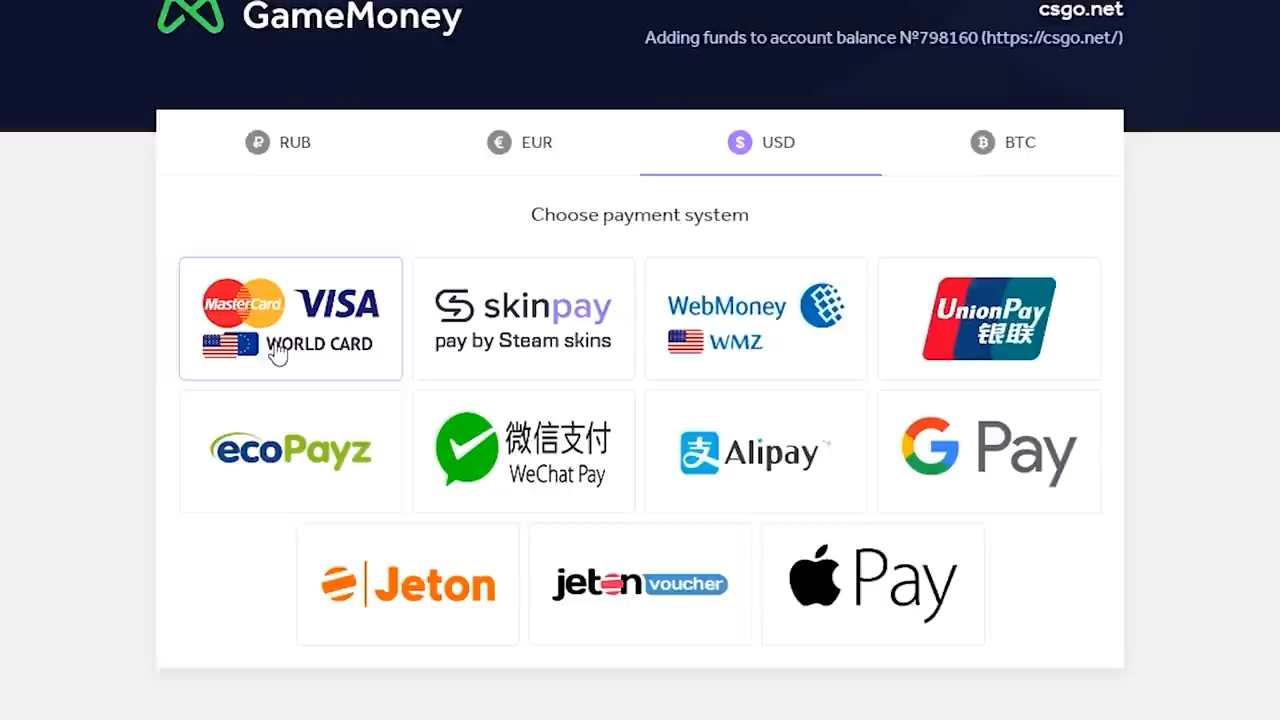 GameMoney
csgo.net
Adding funds to account balance №798160 (https://csgo.net/)
RUB
EUR
USD
BTC
Choose payment system
MasterCard VISA
WORLD CARD
skinpay
pay by Steam skins
WebMoney
WMZ
UnionPay
银联
ecoPayz
微信支付
WeChat Pay
支 Alipay™
G Pay
Jeton
jeton voucher
Pay